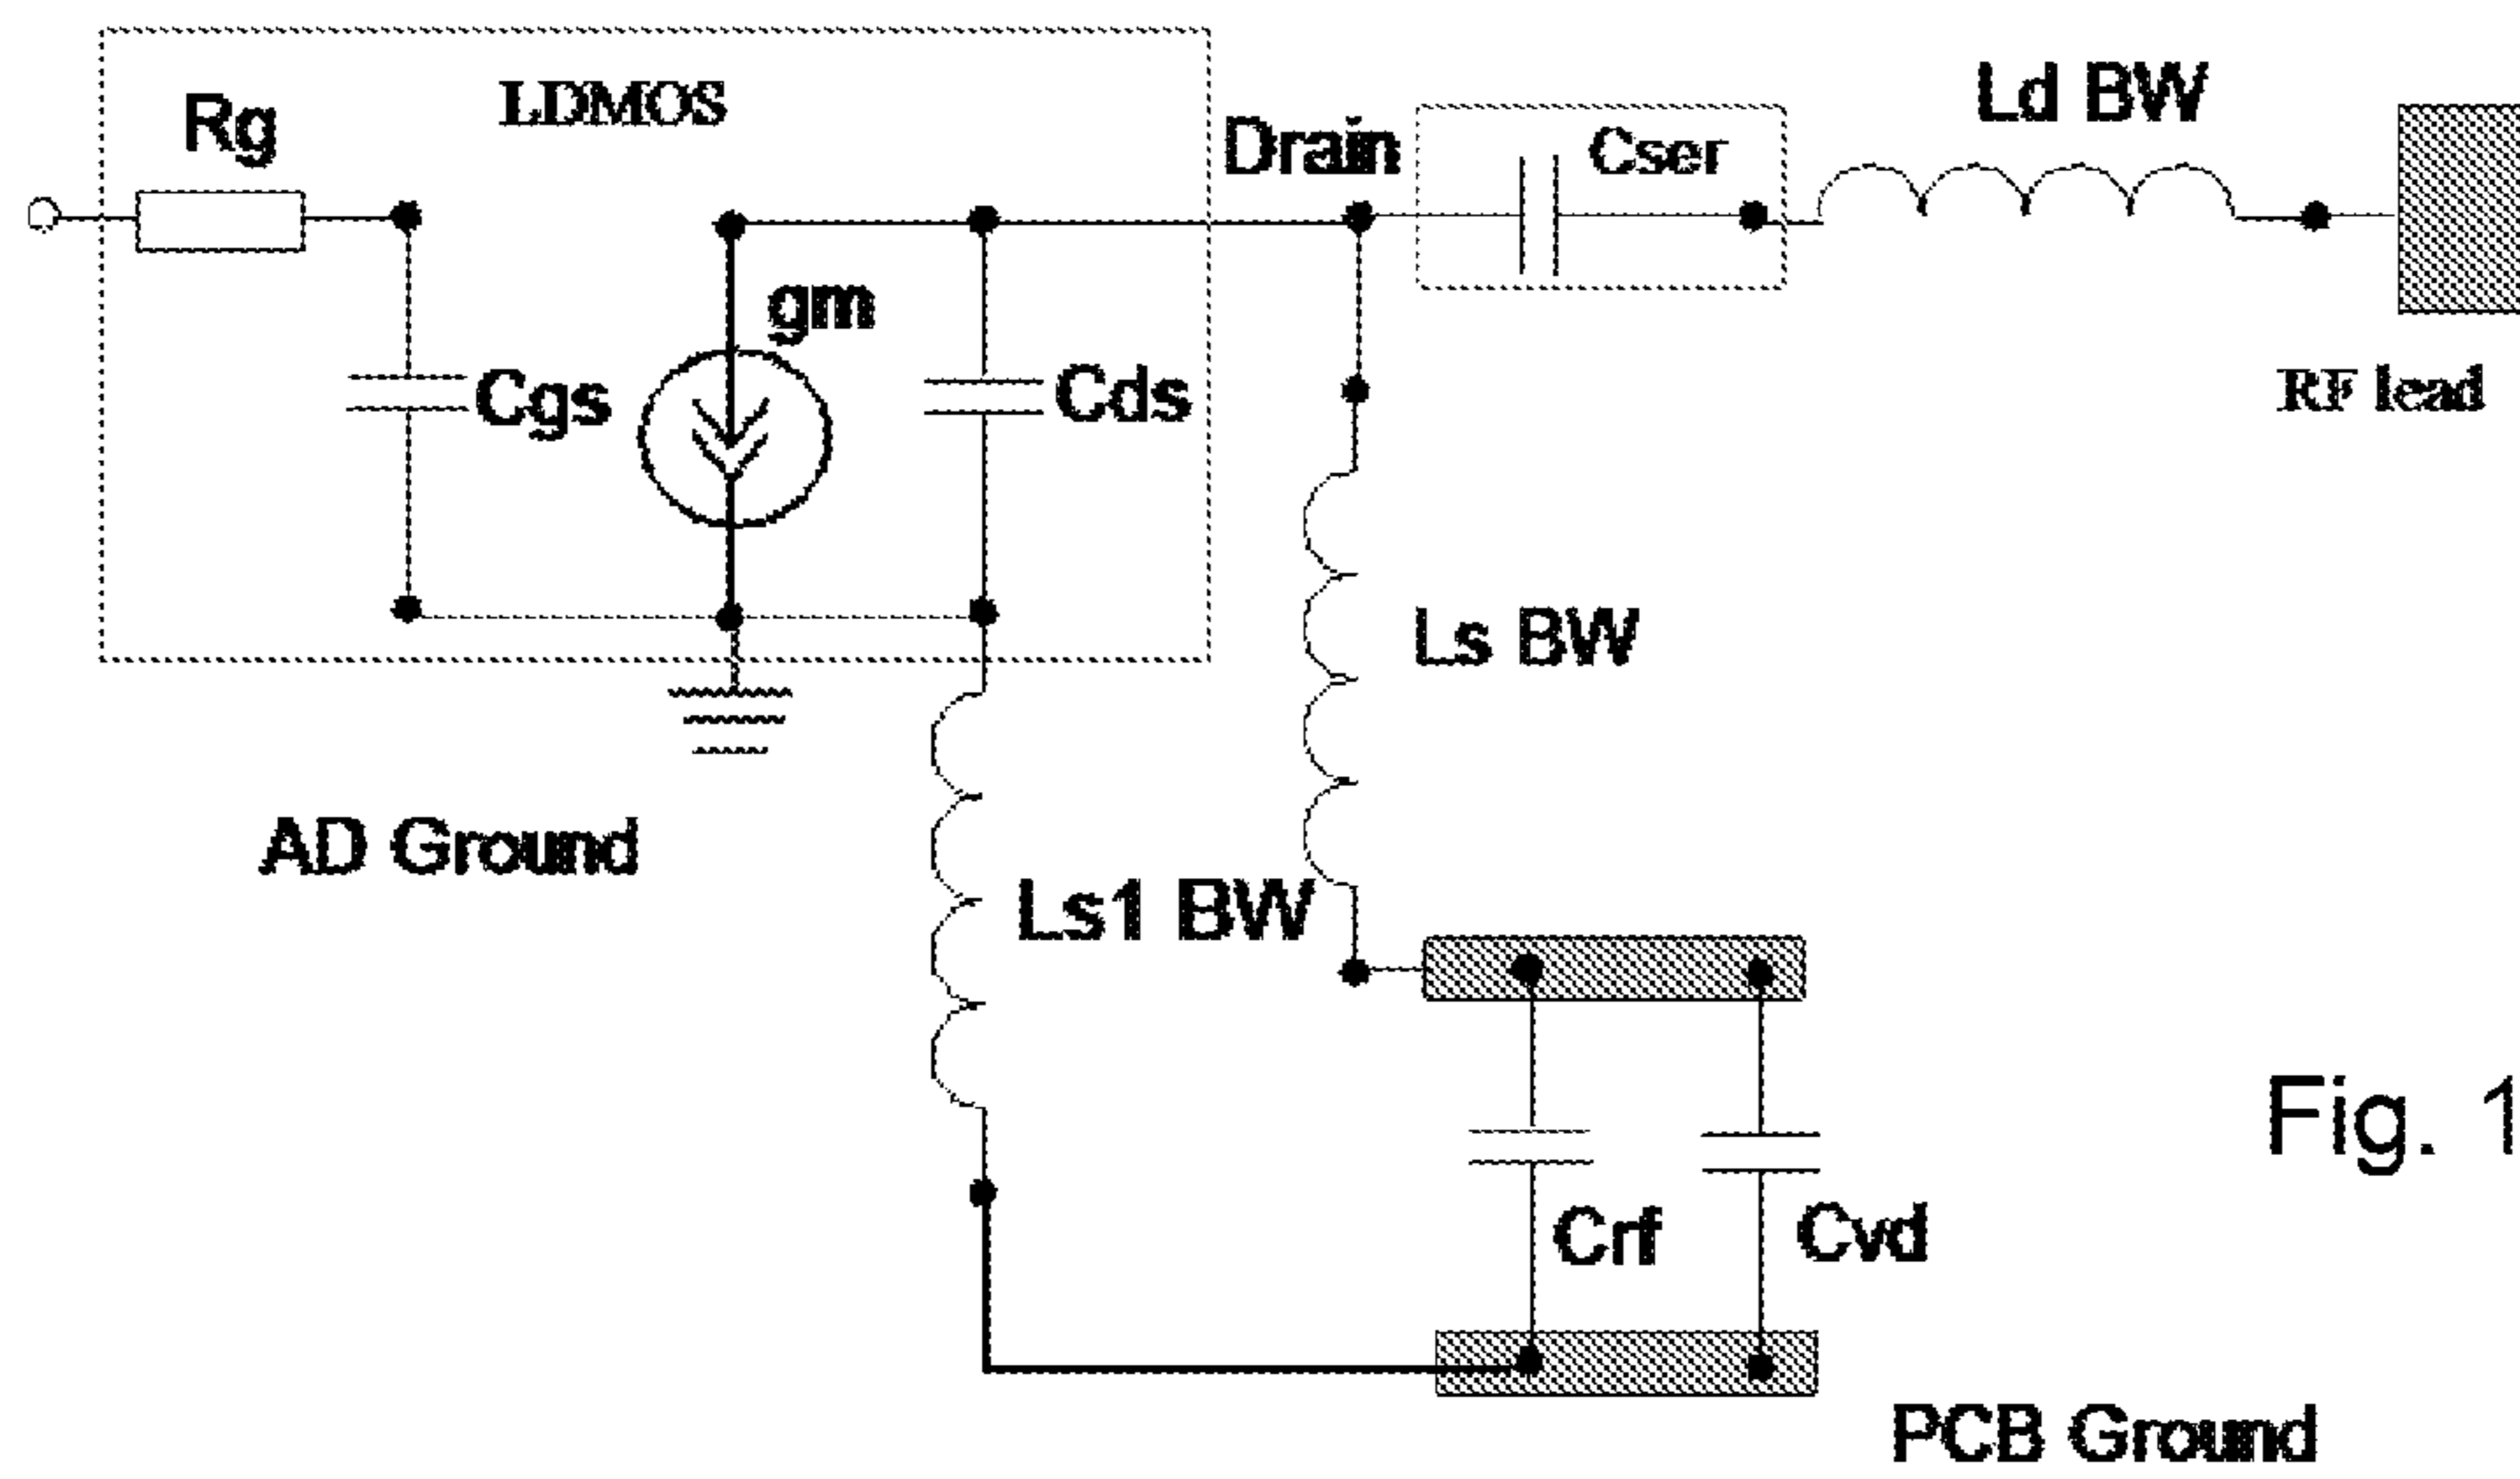 LDMOS
Rg
Cgs
gm
Cds
Drain
Cser
Ld BW
RF lead
Ls BW
AD Ground
Ls1 BW
Crf
Cvd
PCB Ground
Fig. 1